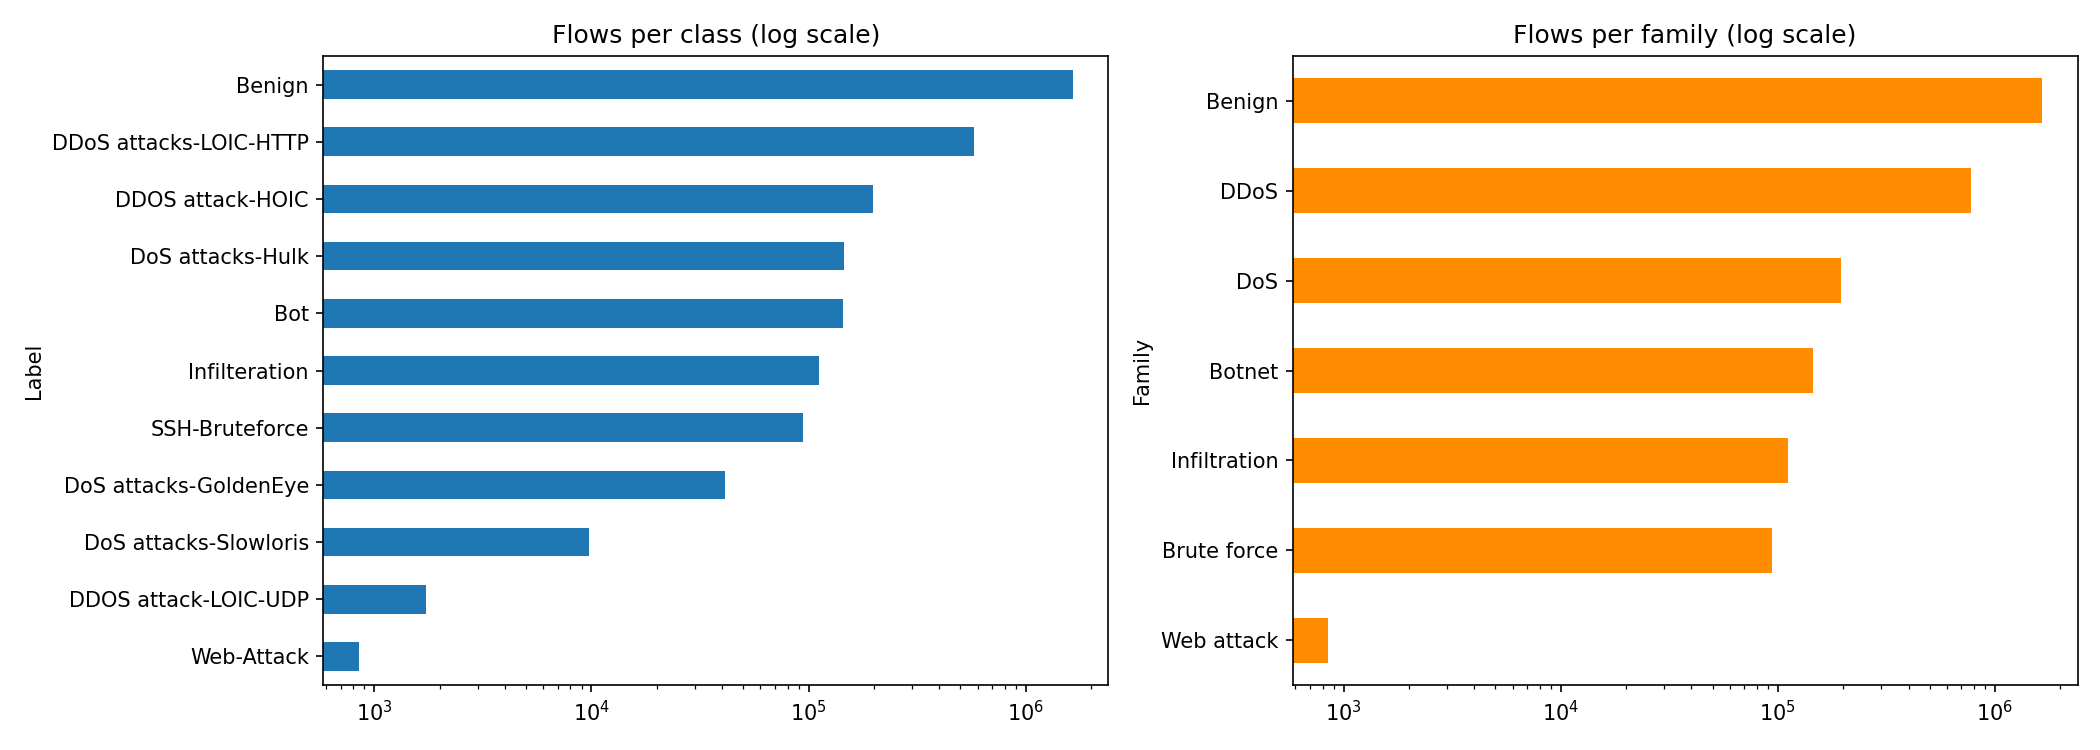 Flows per class (log scale)
Label
Benign
DDoS attacks-LOIC-HTTP
DDOS attack-HOIC
DoS attacks-Hulk
Bot
Infilteration
SSH-Bruteforce
DoS attacks-GoldenEye
DoS attacks-Slowloris
DDOS attack-LOIC-UDP
Web-Attack
10³ 10⁴ 10⁵ 10⁶
Flows per family (log scale)
Family
Benign
DDoS
DoS
Botnet
Infiltration
Brute force
Web attack
10³ 10⁴ 10⁵ 10⁶